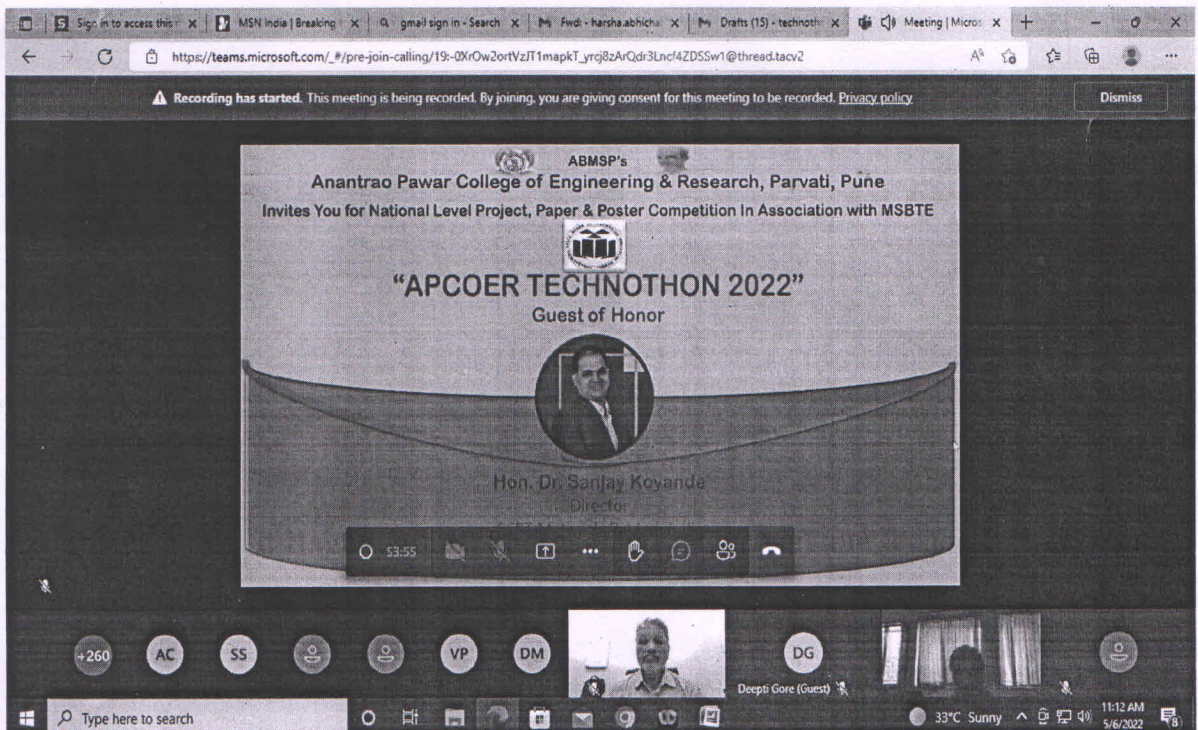 Sign in to access this
MSN India | Breaking
gmail sign in - Search
Fwd: - harsha.abhicha
Drafts (15) - technoth
Meeting | Micros
https://teams.microsoft.com/_#/pre-join-calling/19:-0XrOw2ortVzJT1mapkT_yrcj8zArQdr3Lncf4ZDSSw1@thread.tacv2
Recording has started. This meeting is being recorded. By joining, you are giving consent for this meeting to be recorded. Privacy policy
Dismiss
ABMSP's
Anantrao Pawar College of Engineering & Research, Parvati, Pune
Invites You for National Level Project, Paper & Poster Competition In Association with MSBTE
“APCOER TECHNOTHON 2022”
Guest of Honor
Hon. Dr. Sanjay Koyande
Director
53:55
+260
AC
SS
VP
DM
DG
Deepti Gore (Guest)
Type here to search
33°C Sunny
11:12 AM
5/6/2022